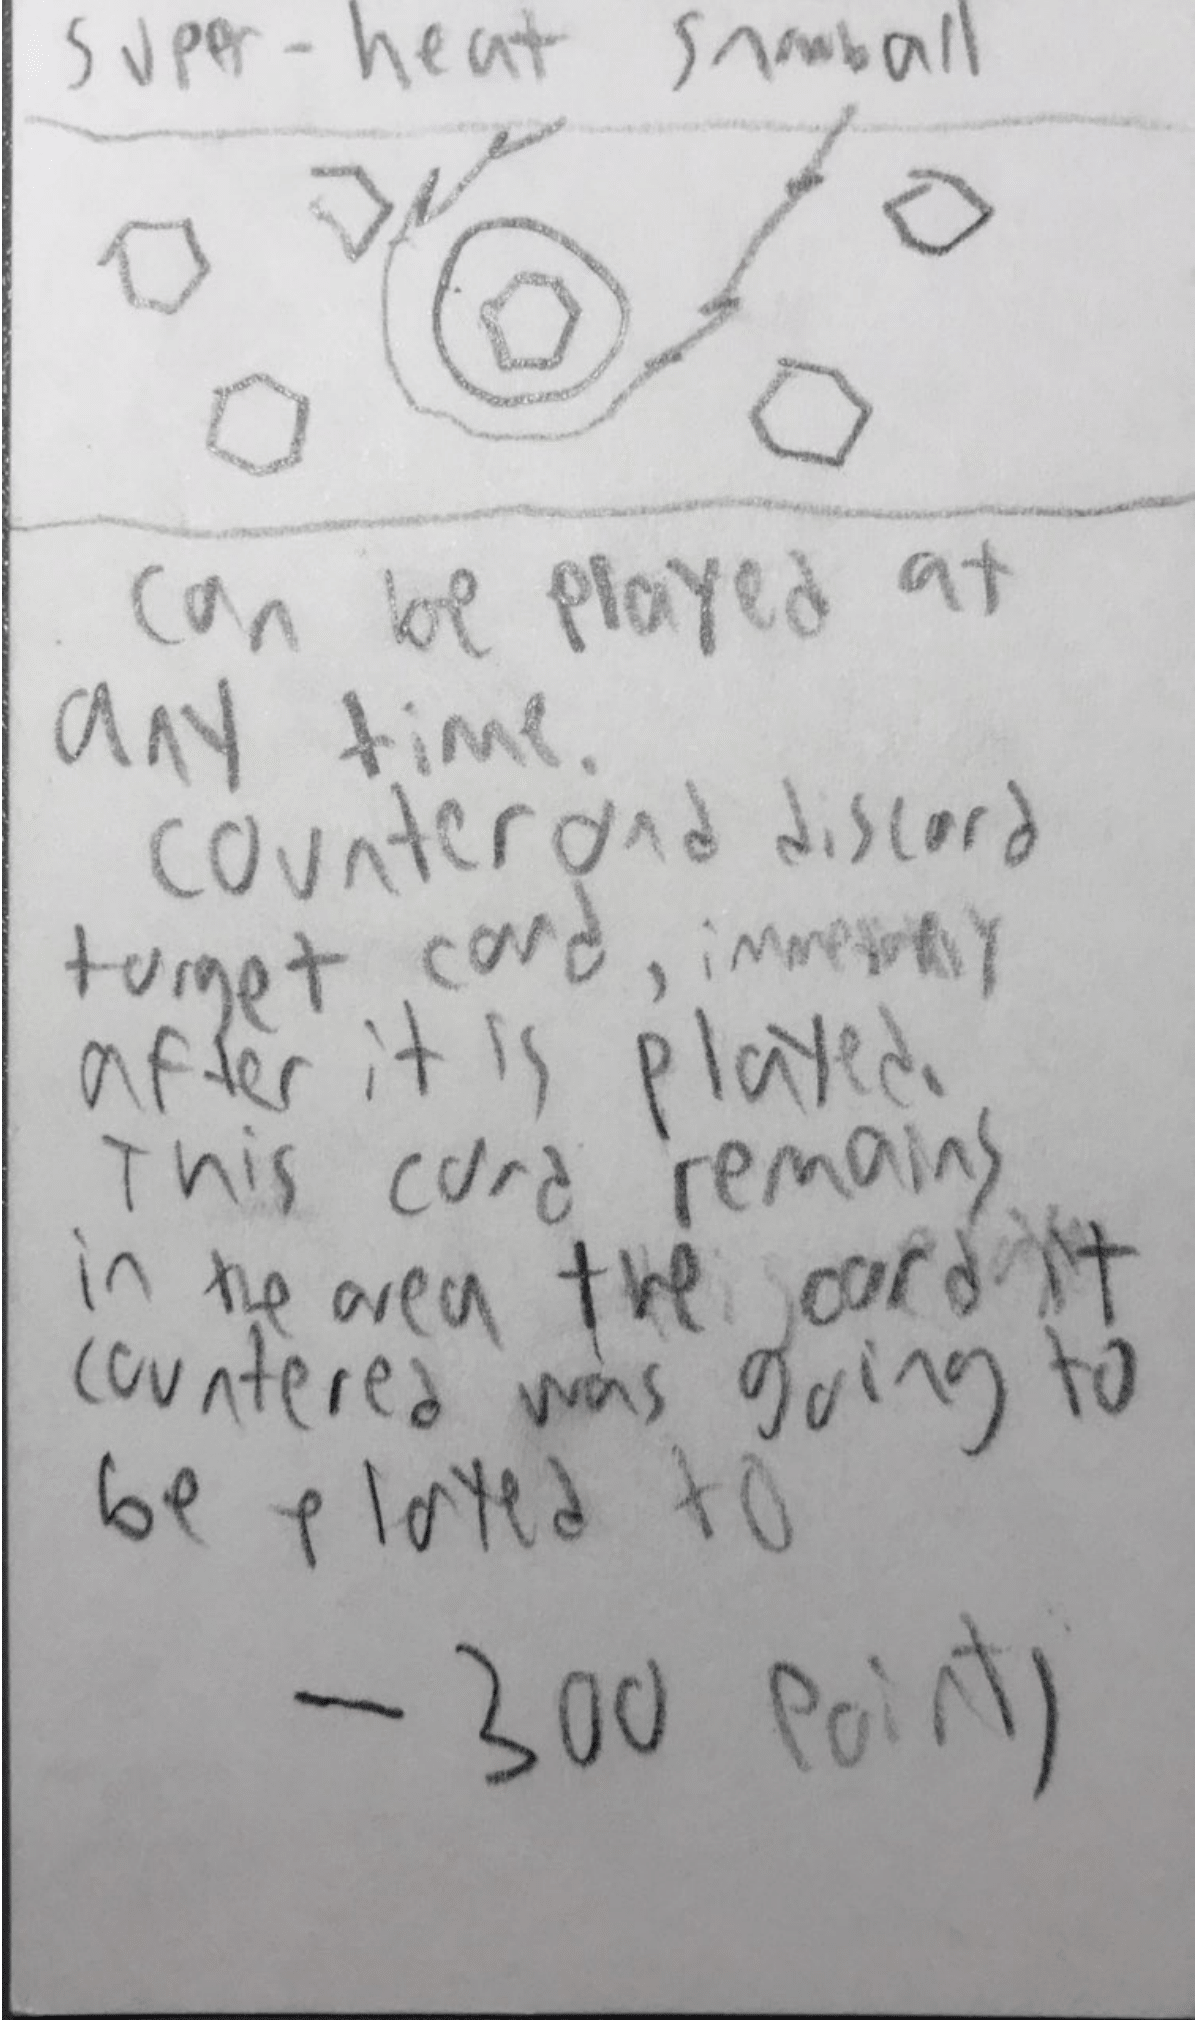 super-heat snowball
can be played at
any time.
counter and discard
target card,
after it is played.
This card remains
in the area the card it
countered was going to
be played to
- 300 points